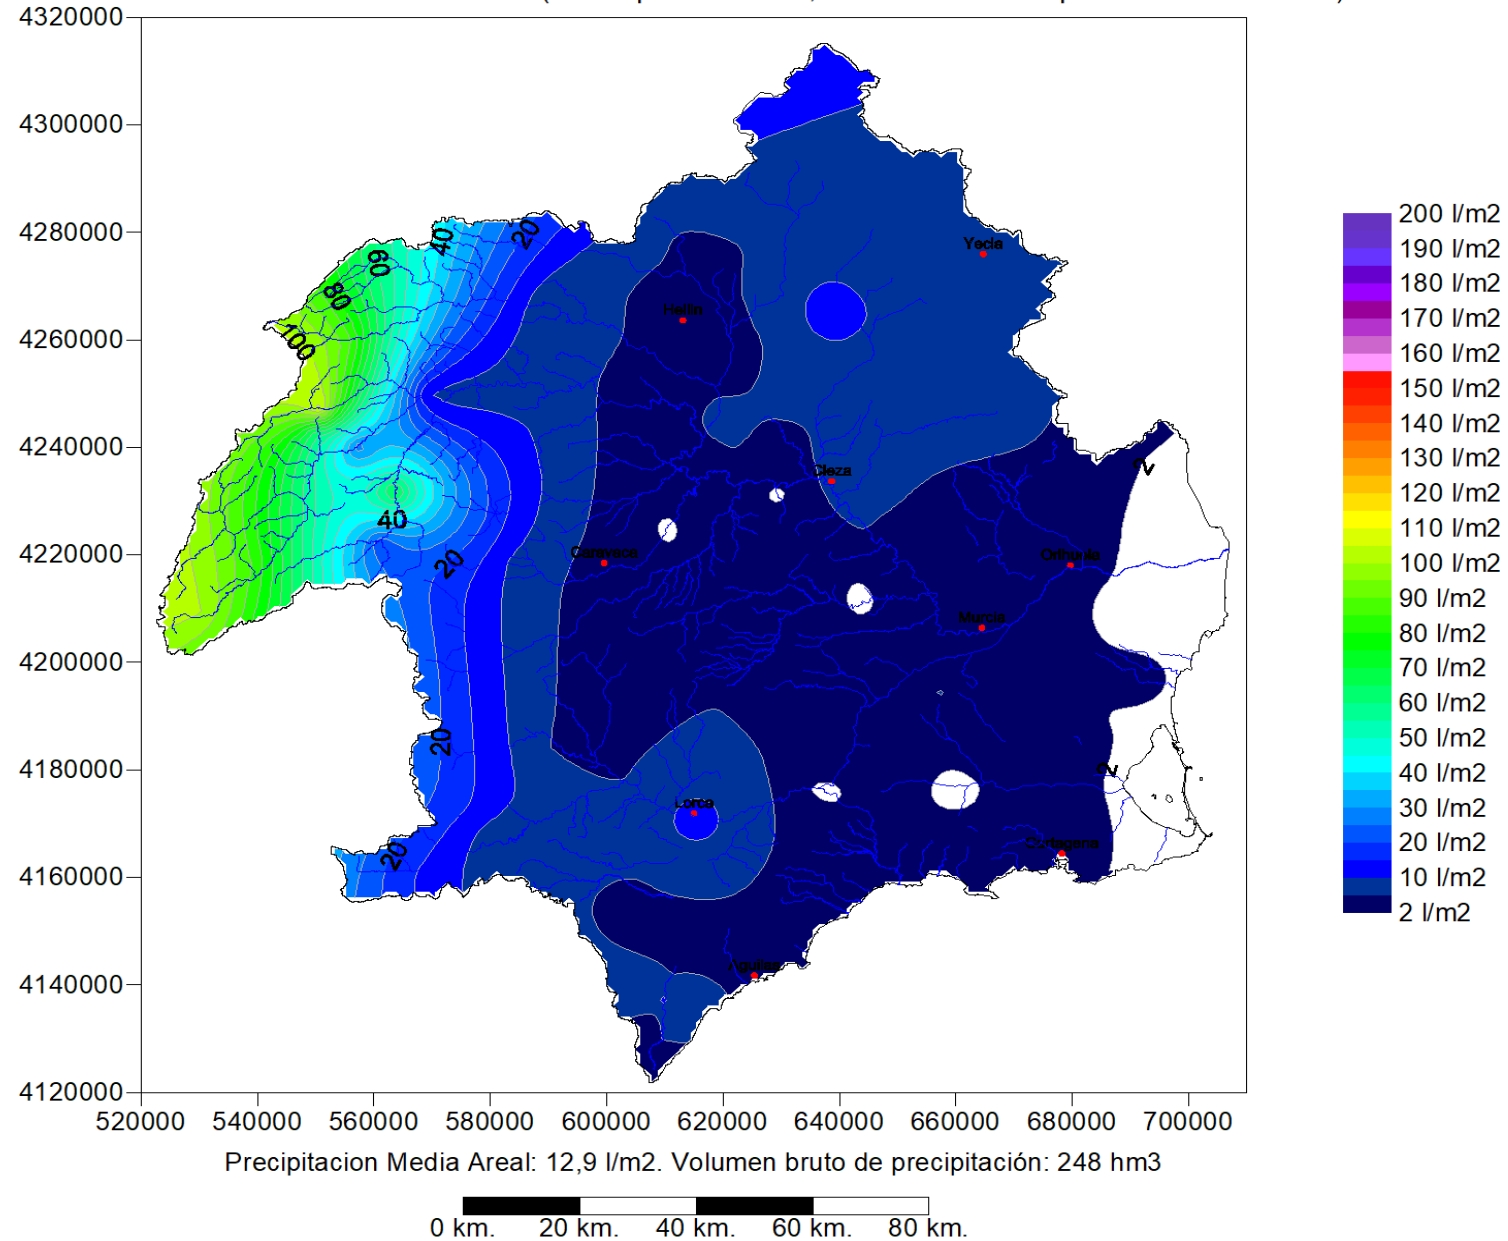 4320000
4300000
200 l/m2
190 l/m2
180 l/m2
170 l/m2
160 l/m2
150 l/m2
140 l/m2
130 l/m2
120 l/m2
110 l/m2
100 l/m2
90 l/m2
80 l/m2
70 l/m2
60 l/m2
50 l/m2
40 l/m2
30 l/m2
20 l/m2
10 l/m2
2 l/m2
4280000
40
20
Yecla
60
80
Hellin
100
4260000
4240000
2
Cieza
40
4220000
20
Caravaca
Orihuela
Murcia
4200000
20
4180000
2
Lorca
20
Cartagena
4160000
Aguilas
4140000
4120000
520000 540000 560000 580000 600000 620000 640000 660000 680000 700000
Precipitacion Media Areal: 12,9 l/m2. Volumen bruto de precipitación: 248 hm3
0 km. 20 km. 40 km. 60 km. 80 km.